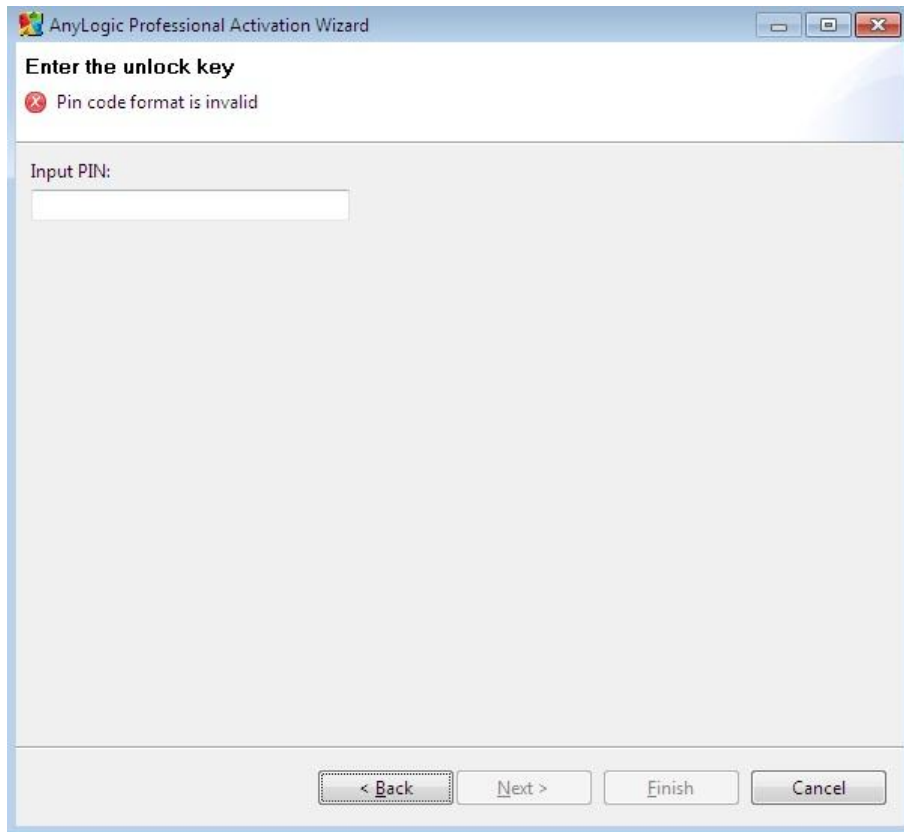 AnyLogic Professional Activation Wizard
Enter the unlock key
Pin code format is invalid
Input PIN:
< Back
Next >
Finish
Cancel